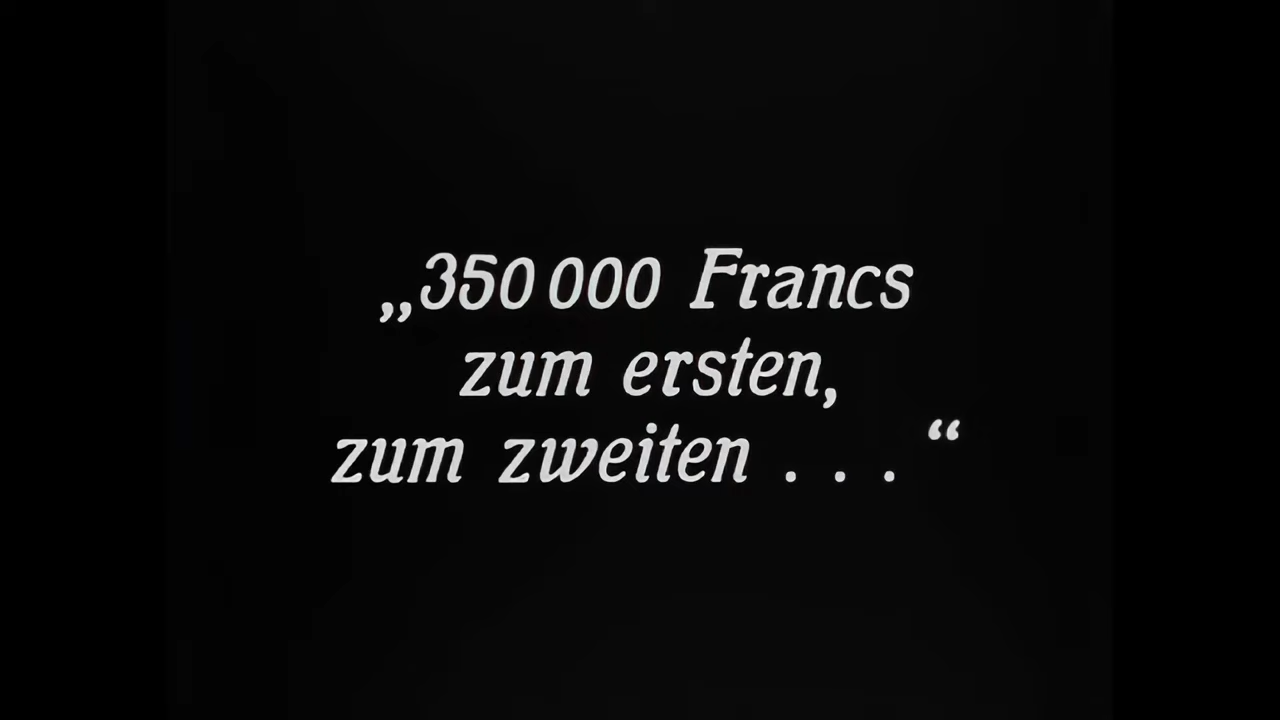 „350 000 Francs
zum ersten,
zum zweiten . . . “